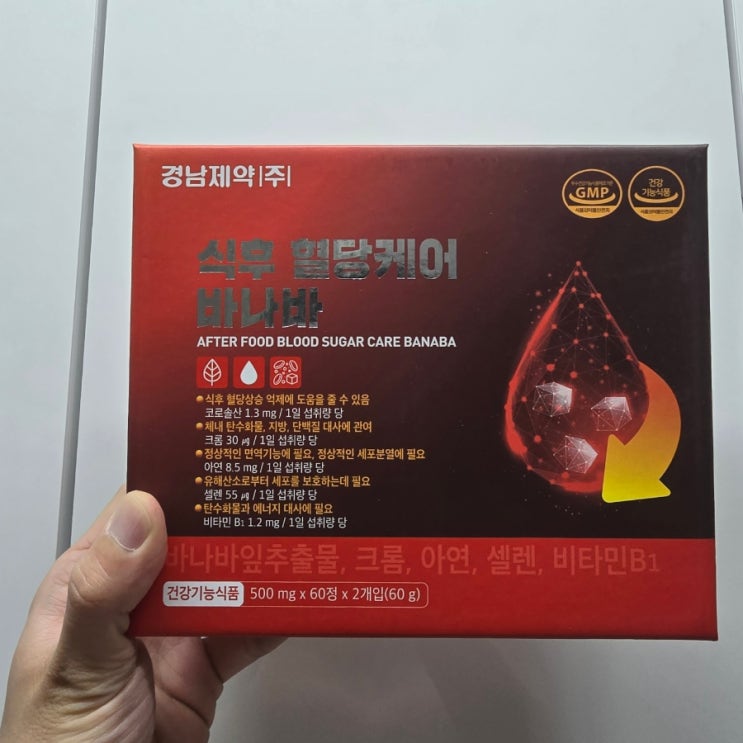 경남제약|주|
GMP
건강
기능식품
식후 혈당케어
바나바
AFTER FOOD BLOOD SUGAR CARE BANABA
식후 혈당상승 억제에 도움을 줄 수 있음
코로솔산 1.3 mg / 1일 섭취량 당
체내 탄수화물, 지방, 단백질 대사에 관여
크롬 30 ㎍ / 1일 섭취량 당
정상적인 면역기능에 필요, 정상적인 세포분열에 필요
아연 8.5 mg / 1일 섭취량 당
유해산소로부터 세포를 보호하는데 필요
셀렌 55 ㎍ / 1일 섭취량 당
탄수화물과 에너지 대사에 필요
비타민 B1 1.2 mg / 1일 섭취량 당
바나바잎추출물, 크롬, 아연, 셀렌, 비타민B1
건강기능식품 500 mg x 60정 x 2개입(60 g)